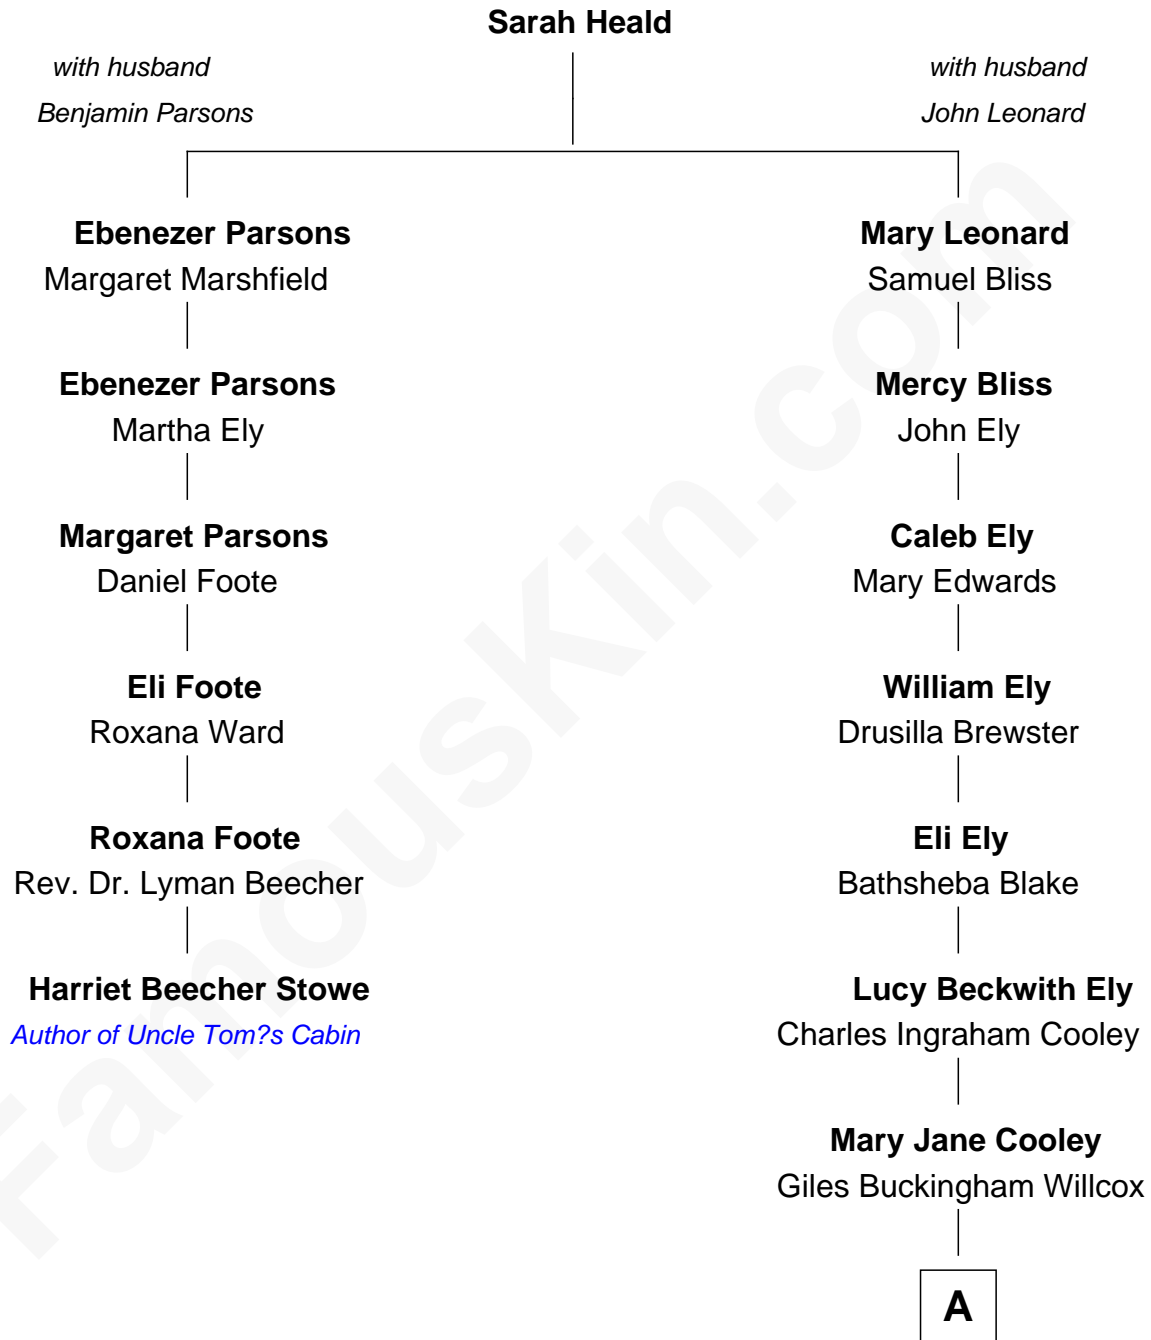 Sarah Heald
with husband
Benjamin Parsons
with husband
John Leonard
Ebenezer Parsons
Margaret Marshfield
Mary Leonard
Samuel Bliss
Ebenezer Parsons
Martha Ely
Mercy Bliss
John Ely
Margaret Parsons
Daniel Foote
Caleb Ely
Mary Edwards
Eli Foote
Roxana Ward
William Ely
Drusilla Brewster
Roxana Foote
Rev. Dr. Lyman Beecher
Eli Ely
Bathsheba Blake
Harriet Beecher Stowe
Author of Uncle Tom?s Cabin
Lucy Beckwith Ely
Charles Ingraham Cooley
Mary Jane Cooley
Giles Buckingham Willcox
A
FamousKin.com